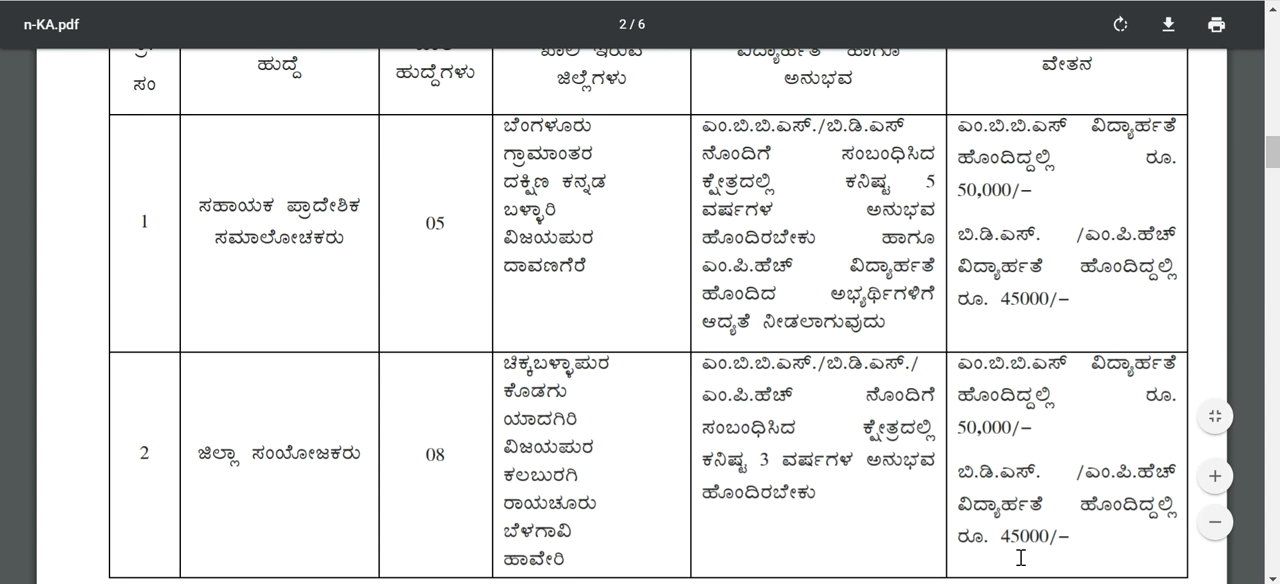 n-KA.pdf
2 / 6
ಸಂ
ಹುದ್ದೆ
ಹುದ್ದೆಗಳು
ಖಾಲಿ ಇರುವ
ಜಿಲ್ಲೆಗಳು
ವಿದ್ಯಾರ್ಹತೆ ಹಾಗೂ
ಅನುಭವ
ವೇತನ
1
ಸಹಾಯಕ ಪ್ರಾದೇಶಿಕ
ಸಮಾಲೋಚಕರು
05
ಬೆಂಗಳೂರು
ಗ್ರಾಮಾಂತರ
ದಕ್ಷಿಣ ಕನ್ನಡ
ಬಳ್ಳಾರಿ
ವಿಜಯಪುರ
ದಾವಣಗೆರೆ
ಎಂ.ಬಿ.ಬಿ.ಎಸ್./ಬಿ.ಡಿ.ಎಸ್
ನೊಂದಿಗೆ ಸಂಬಂಧಿಸಿದ
ಕ್ಷೇತ್ರದಲ್ಲಿ ಕನಿಷ್ಟ 5
ವರ್ಷಗಳ ಅನುಭವ
ಹೊಂದಿರಬೇಕು ಹಾಗೂ
ಎಂ.ಪಿ.ಹೆಚ್ ವಿದ್ಯಾರ್ಹತೆ
ಹೊಂದಿದ ಅಭ್ಯರ್ಥಿಗಳಿಗೆ
ಆದ್ಯತೆ ನೀಡಲಾಗುವುದು
ಎಂ.ಬಿ.ಬಿ.ಎಸ್ ವಿದ್ಯಾರ್ಹತೆ
ಹೊಂದಿದ್ದಲ್ಲಿ ರೂ.
50,000/–
ಬಿ.ಡಿ.ಎಸ್. /ಎಂ.ಪಿ.ಹೆಚ್
ವಿದ್ಯಾರ್ಹತೆ ಹೊಂದಿದ್ದಲ್ಲಿ
ರೂ. 45000/–
2
ಜಿಲ್ಲಾ ಸಂಯೋಜಕರು
08
ಚಿಕ್ಕಬಳ್ಳಾಪುರ
ಕೊಡಗು
ಯಾದಗಿರಿ
ವಿಜಯಪುರ
ಕಲಬುರಗಿ
ರಾಯಚೂರು
ಬೆಳಗಾವಿ
ಹಾವೇರಿ
ಎಂ.ಬಿ.ಬಿ.ಎಸ್./ಬಿ.ಡಿ.ಎಸ್./
ಎಂ.ಪಿ.ಹೆಚ್ ನೊಂದಿಗೆ
ಸಂಬಂಧಿಸಿದ ಕ್ಷೇತ್ರದಲ್ಲಿ
ಕನಿಷ್ಟ 3 ವರ್ಷಗಳ ಅನುಭವ
ಹೊಂದಿರಬೇಕು
ಎಂ.ಬಿ.ಬಿ.ಎಸ್ ವಿದ್ಯಾರ್ಹತೆ
ಹೊಂದಿದ್ದಲ್ಲಿ ರೂ.
50,000/–
ಬಿ.ಡಿ.ಎಸ್. /ಎಂ.ಪಿ.ಹೆಚ್
ವಿದ್ಯಾರ್ಹತೆ ಹೊಂದಿದ್ದಲ್ಲಿ
ರೂ. 45000/–